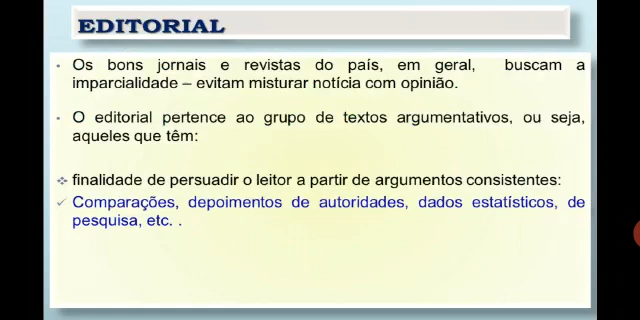 EDITORIAL
• Os bons jornais e revistas do país, em geral, buscam a
imparcialidade – evitam misturar notícia com opinião.
• O editorial pertence ao grupo de textos argumentativos, ou seja,
aqueles que têm:
❖ finalidade de persuadir o leitor a partir de argumentos consistentes:
✓ Comparações, depoimentos de autoridades, dados estatísticos, de
pesquisa, etc. .